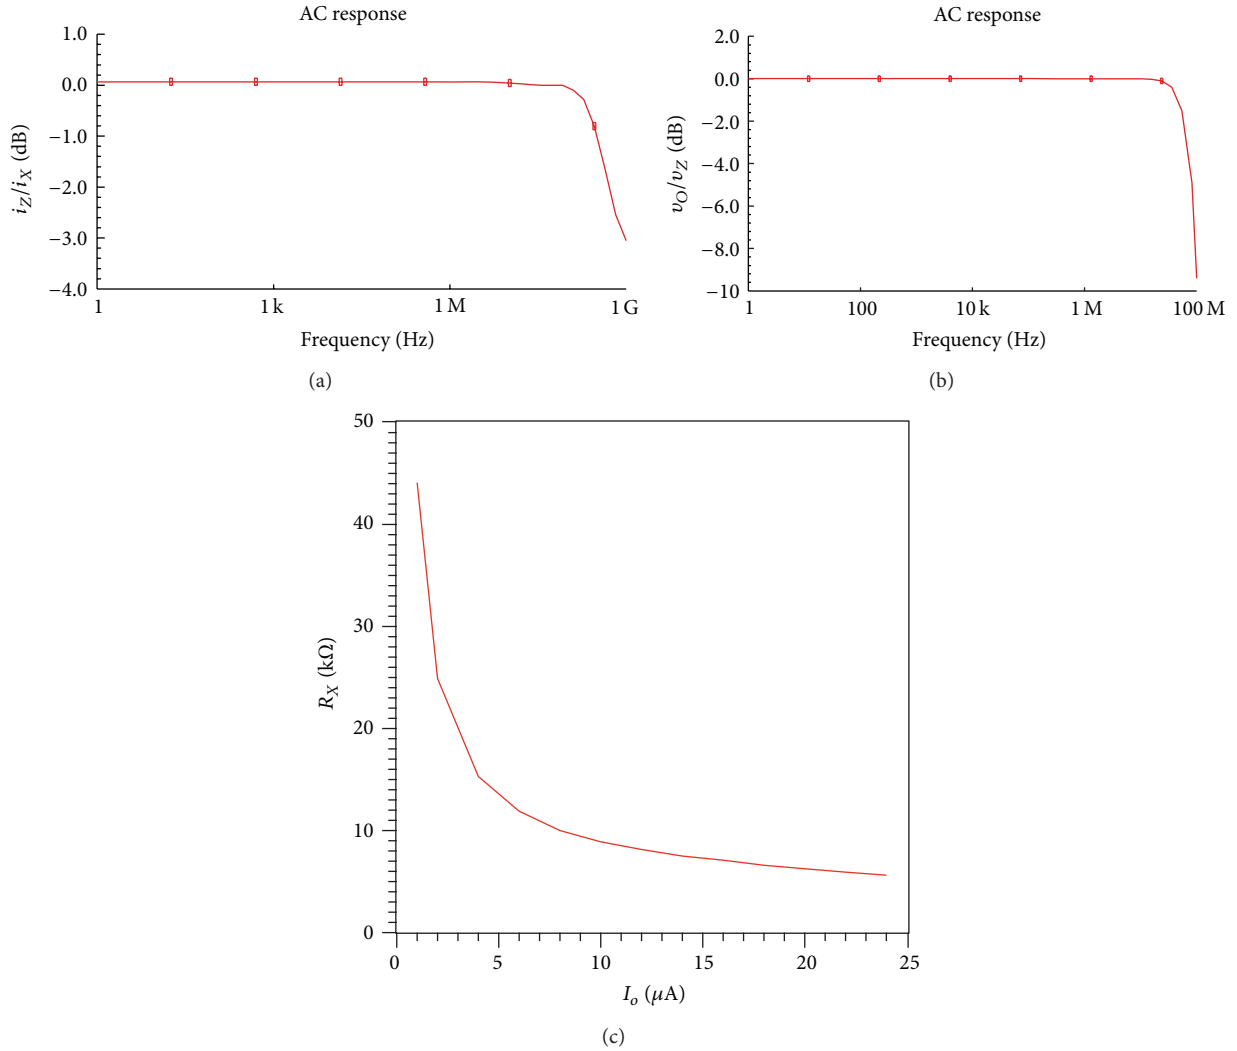 AC response
1.0
0.0
−1.0
−2.0
−3.0
−4.0
i_Z/i_X (dB)
1 1 k 1 M 1 G
Frequency (Hz)
(a)
AC response
2.0
0.0
−2.0
−4.0
−6.0
−8.0
−10
v_O/v_Z (dB)
1 100 10 k 1 M 100 M
Frequency (Hz)
(b)
50
40
30
20
10
0
R_X (kΩ)
0 5 10 15 20 25
I_o (μA)
(c)